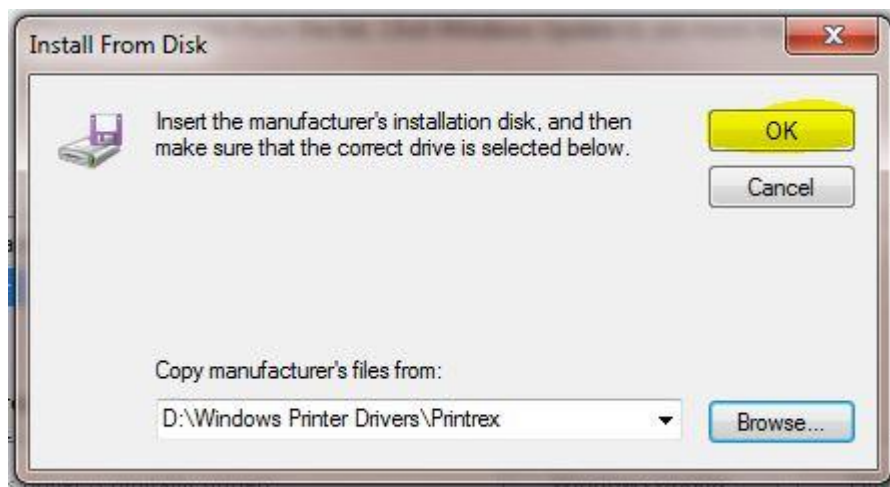 Install From Disk
Insert the manufacturer's installation disk, and then
make sure that the correct drive is selected below.
OK
Cancel
Copy manufacturer's files from:
D:\Windows Printer Drivers\Printrex
Browse...